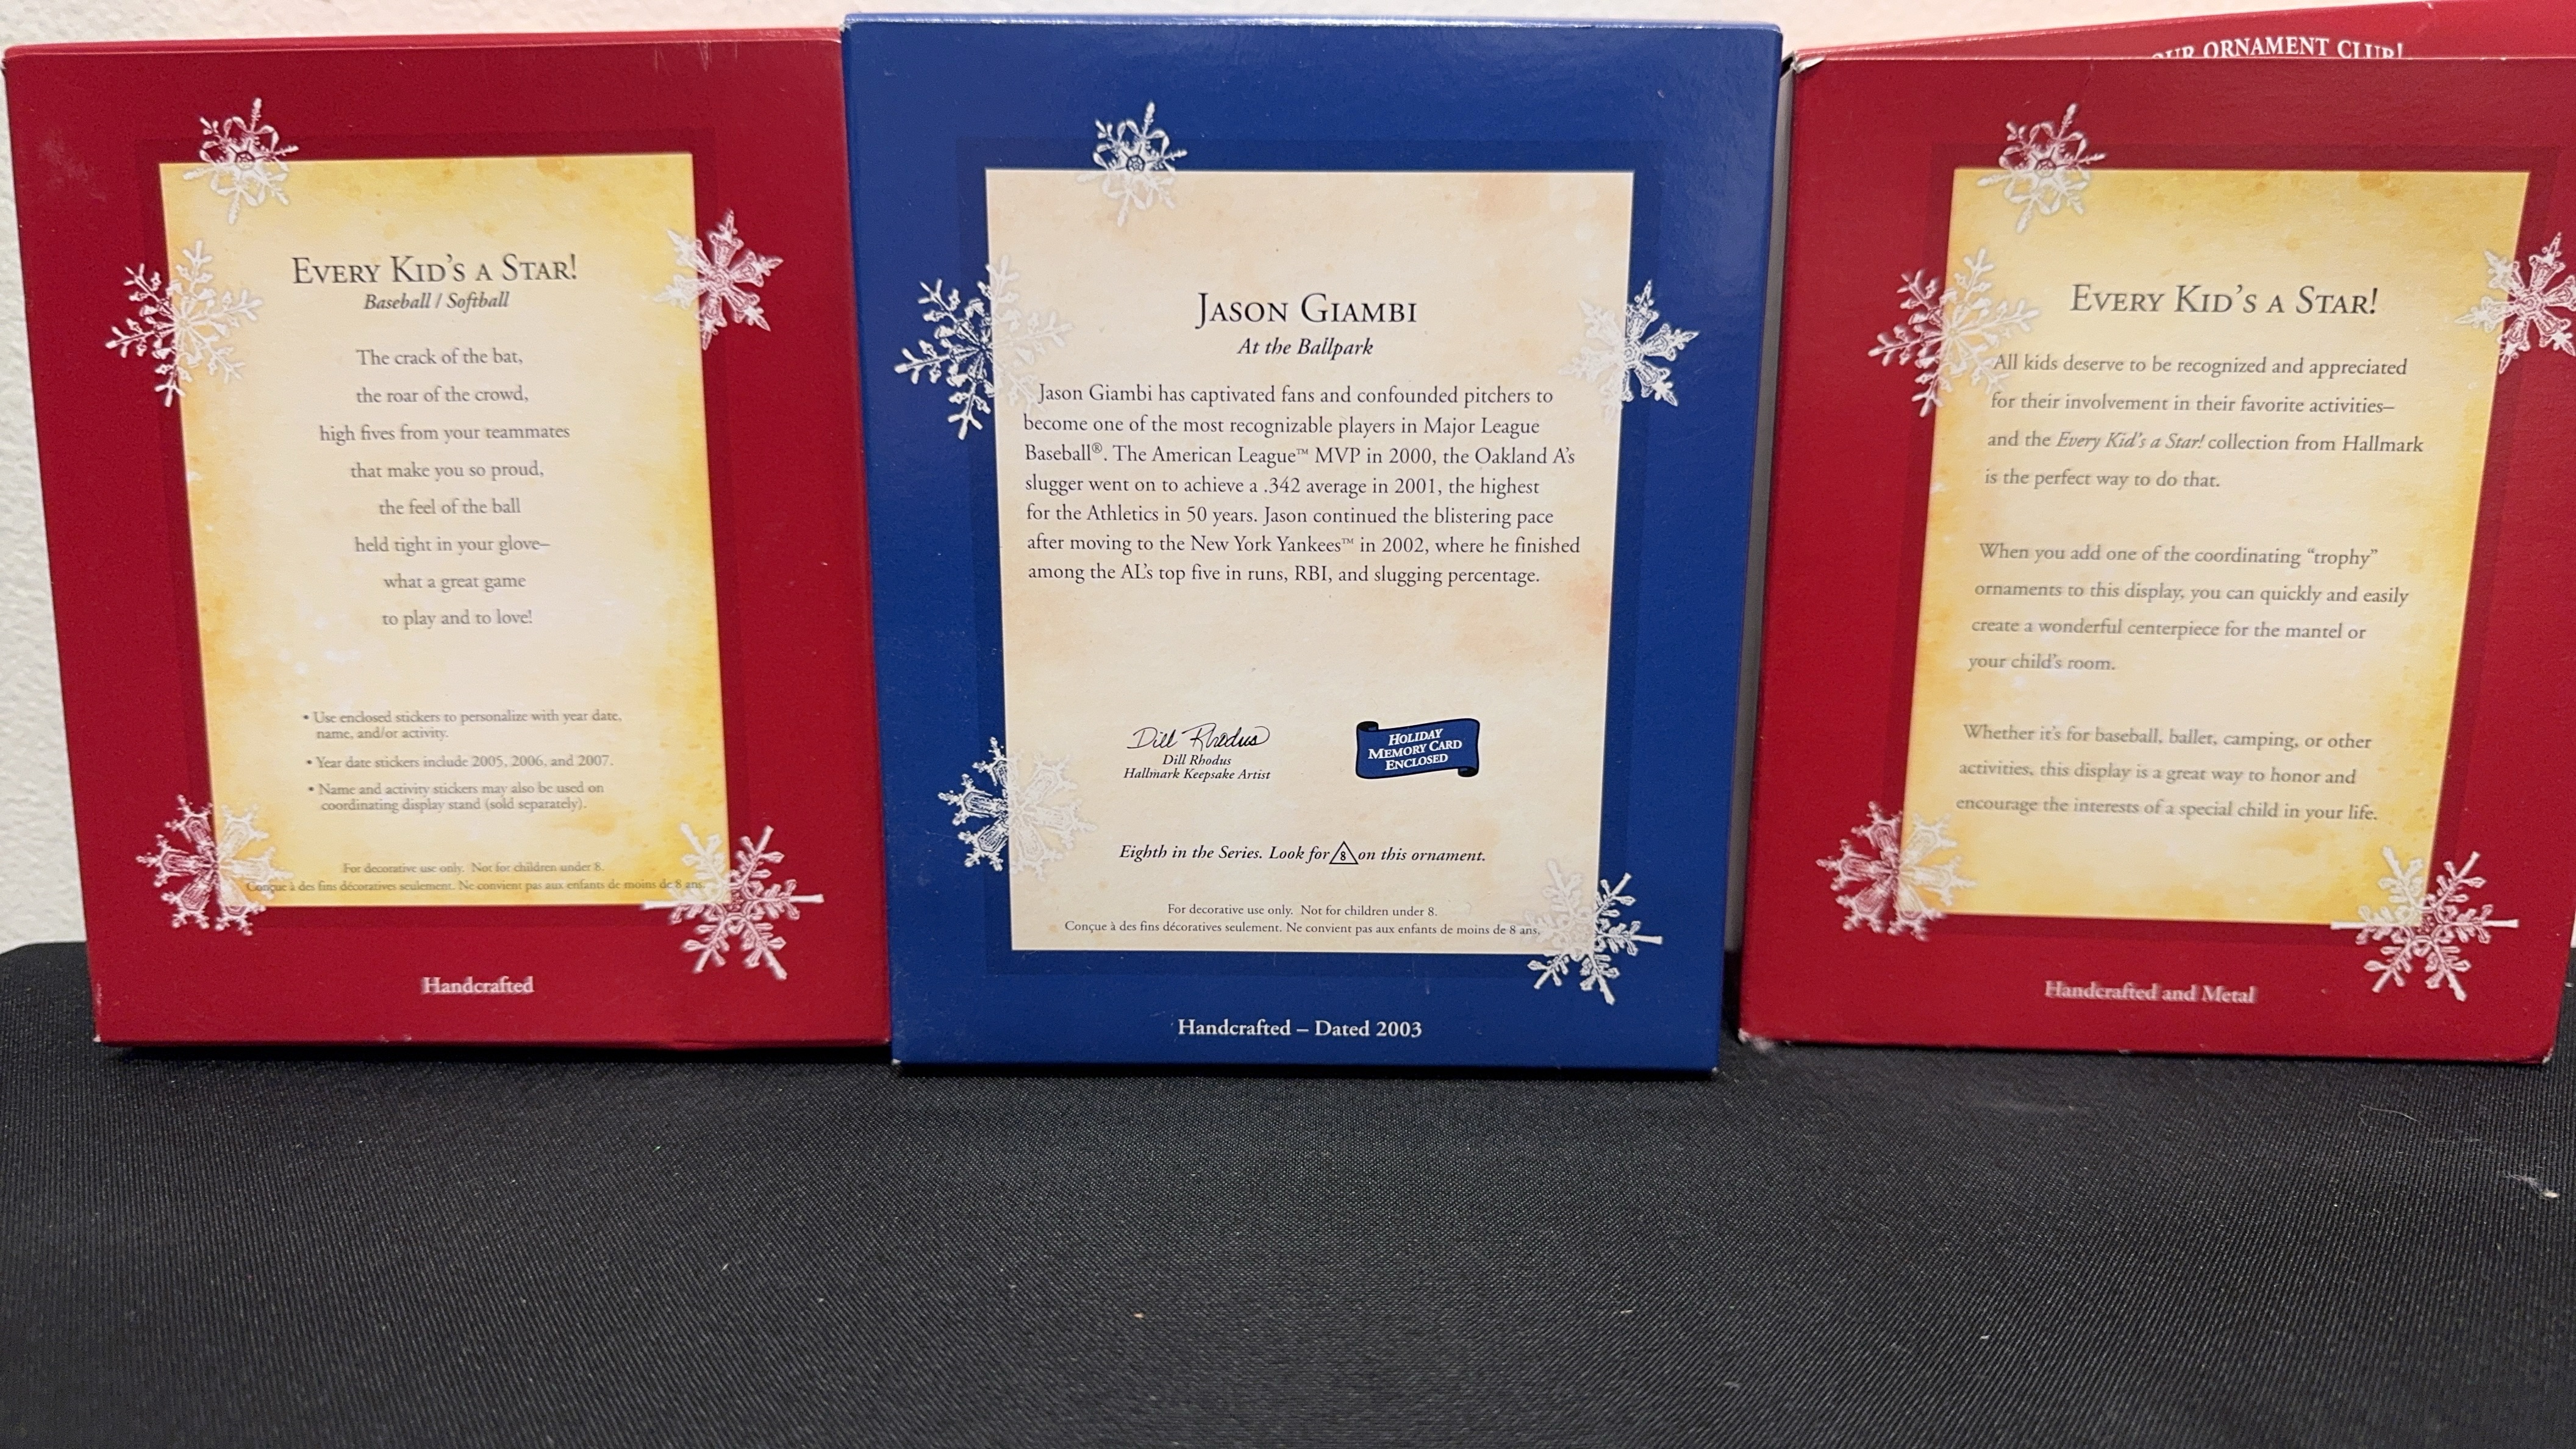 EVERY KID'S A STAR!
Baseball / Softball
The crack of the bat,
the roar of the crowd,
high fives from your teammates
that make you so proud,
the feel of the ball
held tight in your glove–
what a great game
to play and to love!
• Use enclosed stickers to personalize with year date,
name, and/or activity.
• Year date stickers include 2005, 2006, and 2007.
• Name and activity stickers may also be used on
coordinating display stand (sold separately).
For decorative use only. Not for children under 8.
Conçue à des fins décoratives seulement. Ne convient pas aux enfants de moins de 8 ans.
Handcrafted
JASON GIAMBI
At the Ballpark
Jason Giambi has captivated fans and confounded pitchers to
become one of the most recognizable players in Major League
Baseball®. The American League™ MVP in 2000, the Oakland A's
slugger went on to achieve a .342 average in 2001, the highest
for the Athletics in 50 years. Jason continued the blistering pace
after moving to the New York Yankees™ in 2002, where he finished
among the AL's top five in runs, RBI, and slugging percentage.
Dill Rhodus
Dill Rhodus
Hallmark Keepsake Artist
HOLIDAY
MEMORY CARD
ENCLOSED
Eighth in the Series. Look for 8 on this ornament.
For decorative use only. Not for children under 8.
Conçue à des fins décoratives seulement. Ne convient pas aux enfants de moins de 8 ans.
Handcrafted – Dated 2003
OUR ORNAMENT CLUB!
EVERY KID'S A STAR!
All kids deserve to be recognized and appreciated
for their involvement in their favorite activities–
and the Every Kid's a Star! collection from Hallmark
is the perfect way to do that.
When you add one of the coordinating “trophy”
ornaments to this display, you can quickly and easily
create a wonderful centerpiece for the mantel or
your child's room.
Whether it's for baseball, ballet, camping, or other
activities, this display is a great way to honor and
encourage the interests of a special child in your life.
Handcrafted and Metal